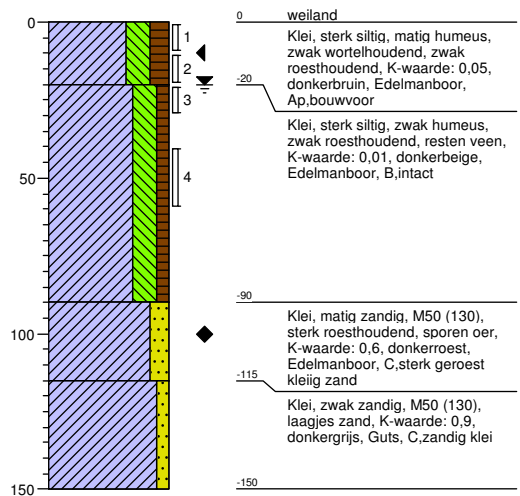 0
50
100
150
1
2
3
4
0
weiland
Klei, sterk siltig, matig humeus,
zwak wortelhoudend, zwak
roesthoudend, K-waarde: 0,05,
donkerbruin, Edelmanboor,
Ap,bouwvoor
-20
Klei, sterk siltig, zwak humeus,
zwak roesthoudend, resten veen,
K-waarde: 0,01, donkerbeige,
Edelmanboor, B,intact
-90
Klei, matig zandig, M50 (130),
sterk roesthoudend, sporen oer,
K-waarde: 0,6, donkerroest,
Edelmanboor, C,sterk geroest
kleiig zand
-115
Klei, zwak zandig, M50 (130),
laagjes zand, K-waarde: 0,9,
donkergrijs, Guts, C,zandig klei
-150